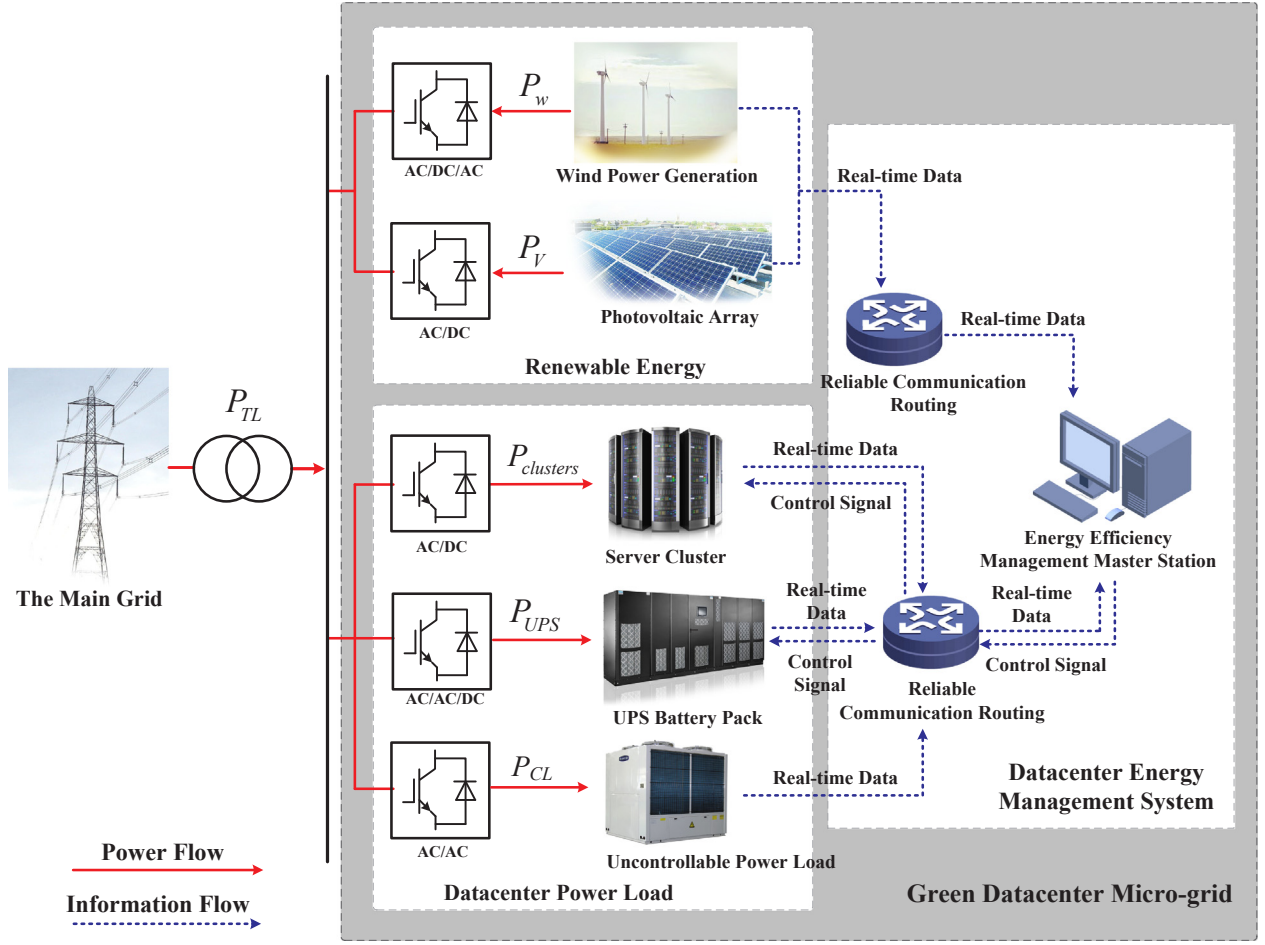 P_w
AC/DC/AC
Wind Power Generation
Real-time Data
P_V
AC/DC
Photovoltaic Array
Renewable Energy
Real-time Data
Reliable Communication
Routing
P_TL
The Main Grid
P_clusters
AC/DC
Server Cluster
Real-time Data
Control Signal
Energy Efficiency
Management Master Station
P_UPS
AC/AC/DC
UPS Battery Pack
Real-time
Data
Control
Signal
Real-time
Data
Control Signal
Reliable
Communication Routing
P_CL
AC/AC
Uncontrollable Power Load
Real-time Data
Datacenter Energy
Management System
Datacenter Power Load
Green Datacenter Micro-grid
Power Flow
Information Flow